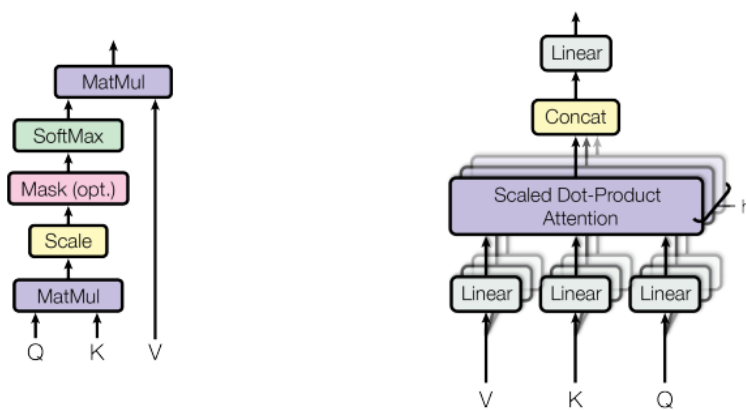 MatMul
SoftMax
Mask (opt.)
Scale
MatMul
Q K V
Linear
Concat
Scaled Dot-Product
Attention
Linear Linear Linear
V K Q